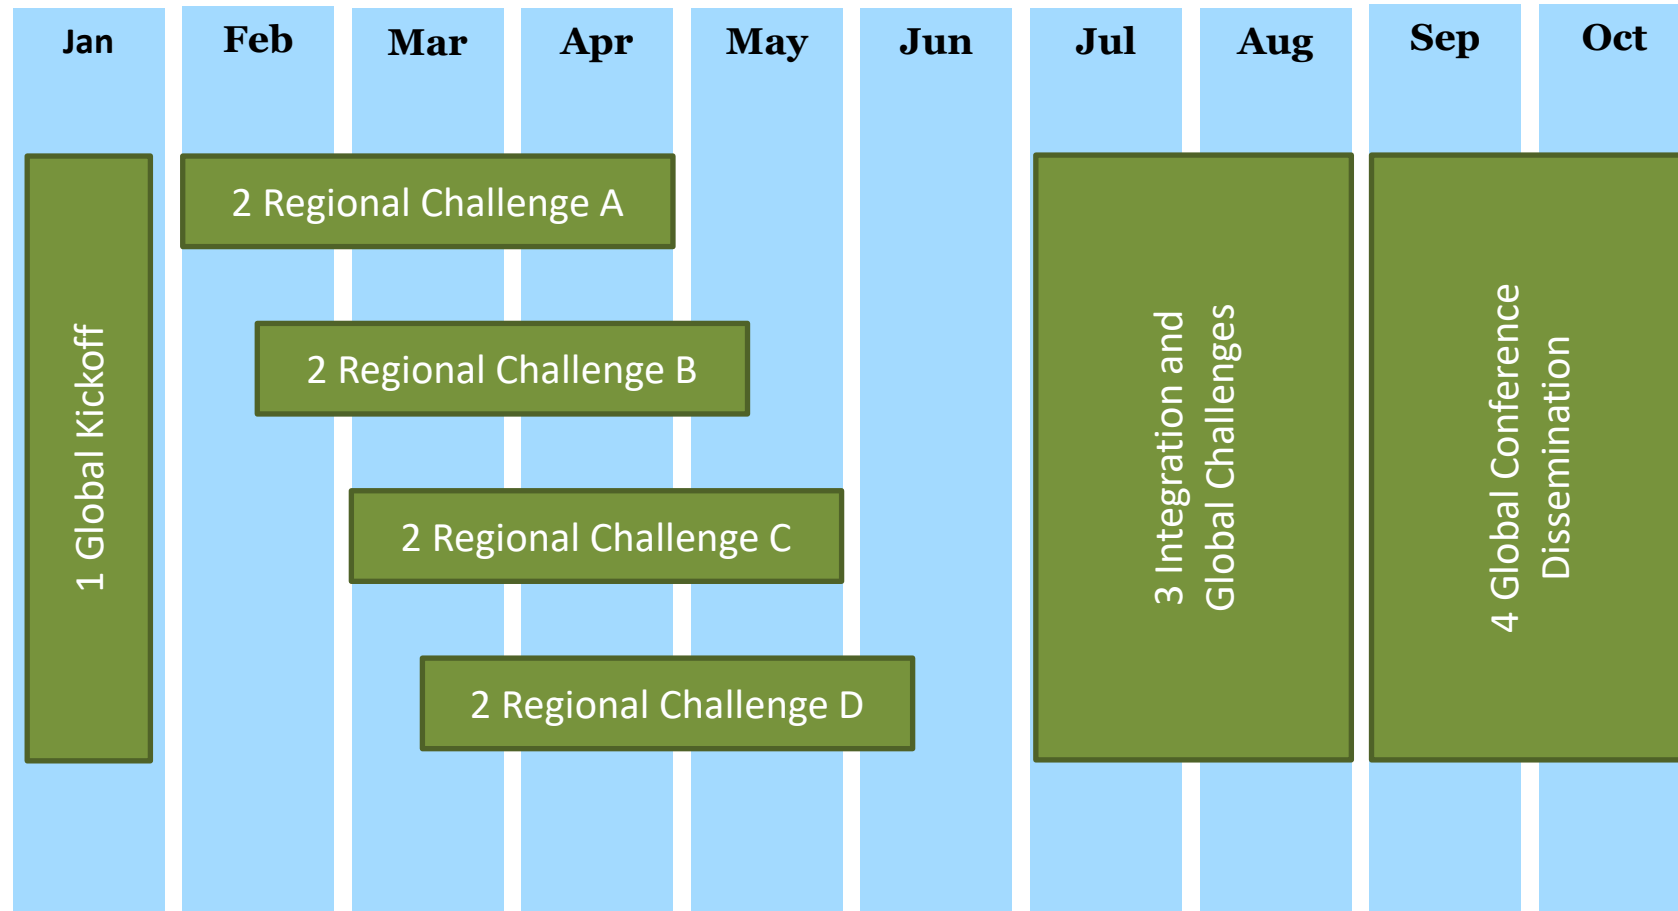 Jan
Feb
Mar
Apr
May
Jun
Jul
Aug
Sep
Oct
1 Global Kickoff
2 Regional Challenge A
2 Regional Challenge B
2 Regional Challenge C
2 Regional Challenge D
3 Integration and
Global Challenges
4 Global Conference
Dissemination